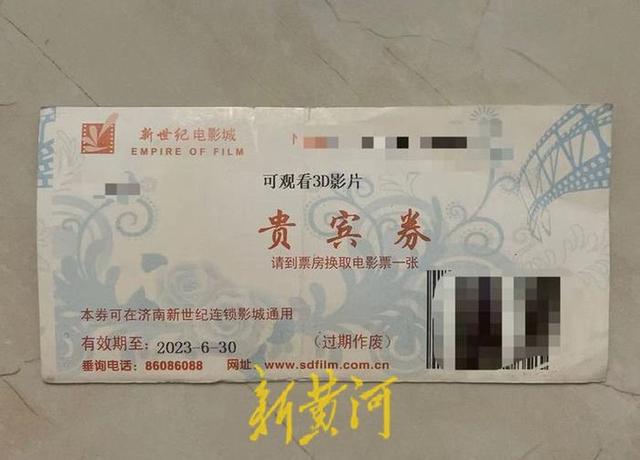 新世纪电影城
EMPIRE OF FILM
可观看3D影片
贵宾券
请到票房换取电影票一张
本券可在济南新世纪连锁影城通用
有效期至：2023-6-30 （过期作废）
垂询电话：86086088 网址：www.sdfilm.com.cn
新黄河